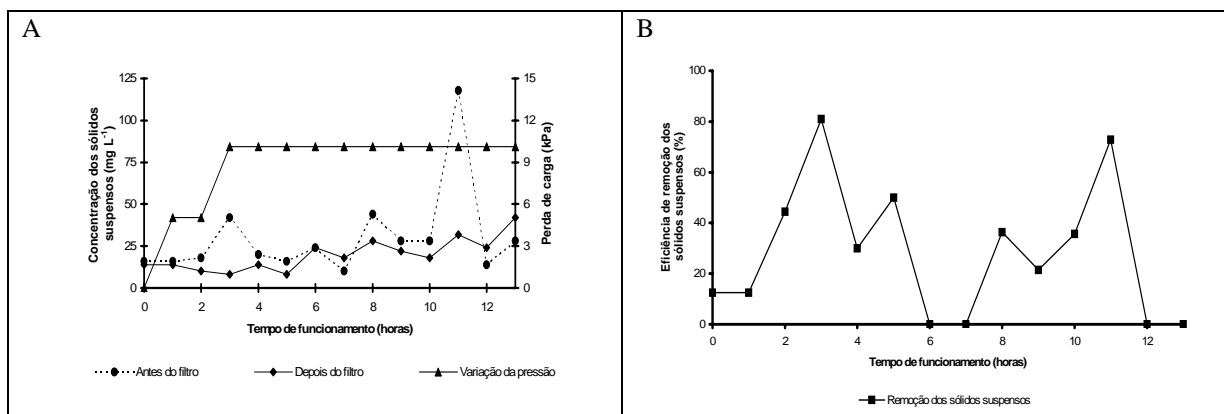 A
Concentração dos sólidos
suspensos (mg L⁻¹)
125
100
75
50
25
0
15
12
9
6
3
0
Perda de carga (kPa)
0 2 4 6 8 10 12
Tempo de funcionamento (horas)
Antes do filtro Depois do filtro Variação da pressão
B
Eficiência de remoção dos
sólidos suspensos (%)
100
80
60
40
20
0
0 2 4 6 8 10 12
Tempo de funcionamento (horas)
Remoção dos sólidos suspensos